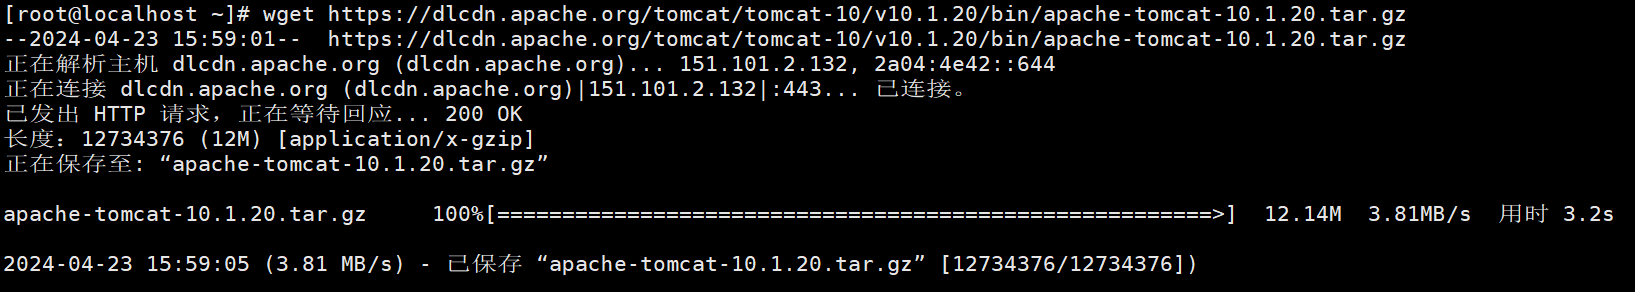 [root@localhost ~]# wget https://dlcdn.apache.org/tomcat/tomcat-10/v10.1.20/bin/apache-tomcat-10.1.20.tar.gz
--2024-04-23 15:59:01--  https://dlcdn.apache.org/tomcat/tomcat-10/v10.1.20/bin/apache-tomcat-10.1.20.tar.gz
正在解析主机 dlcdn.apache.org (dlcdn.apache.org)... 151.101.2.132, 2a04:4e42::644
正在连接 dlcdn.apache.org (dlcdn.apache.org)|151.101.2.132|:443... 已连接。
已发出 HTTP 请求，正在等待回应... 200 OK
长度：12734376 (12M) [application/x-gzip]
正在保存至: “apache-tomcat-10.1.20.tar.gz”
apache-tomcat-10.1.20.tar.gz     100%[=======================================================>]  12.14M  3.81MB/s  用时 3.2s
2024-04-23 15:59:05 (3.81 MB/s) - 已保存 “apache-tomcat-10.1.20.tar.gz” [12734376/12734376])